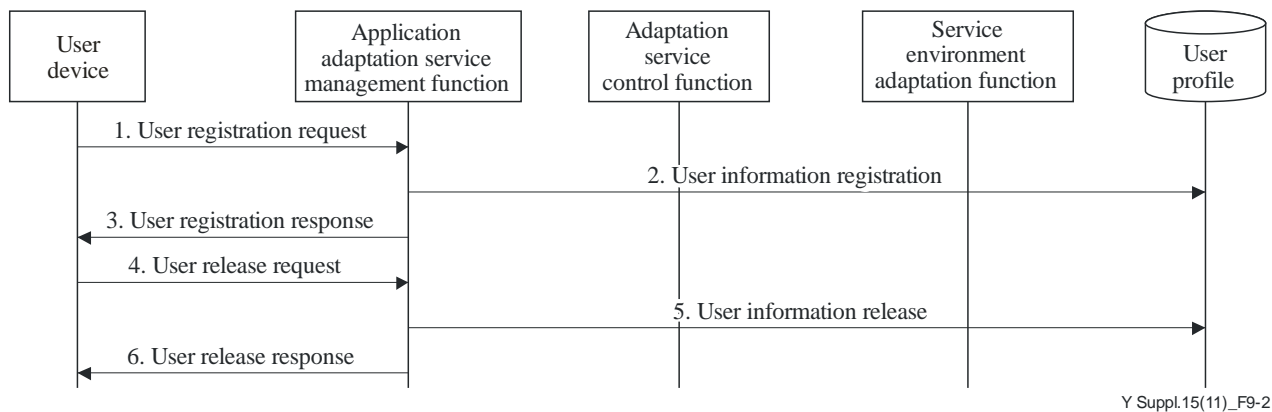 User
device
Application
adaptation service
management function
Adaptation
service
control function
Service
environment
adaptation function
User
profile
1. User registration request
2. User information registration
3. User registration response
4. User release request
5. User information release
6. User release response
Y Suppl.15(11)_F9-2